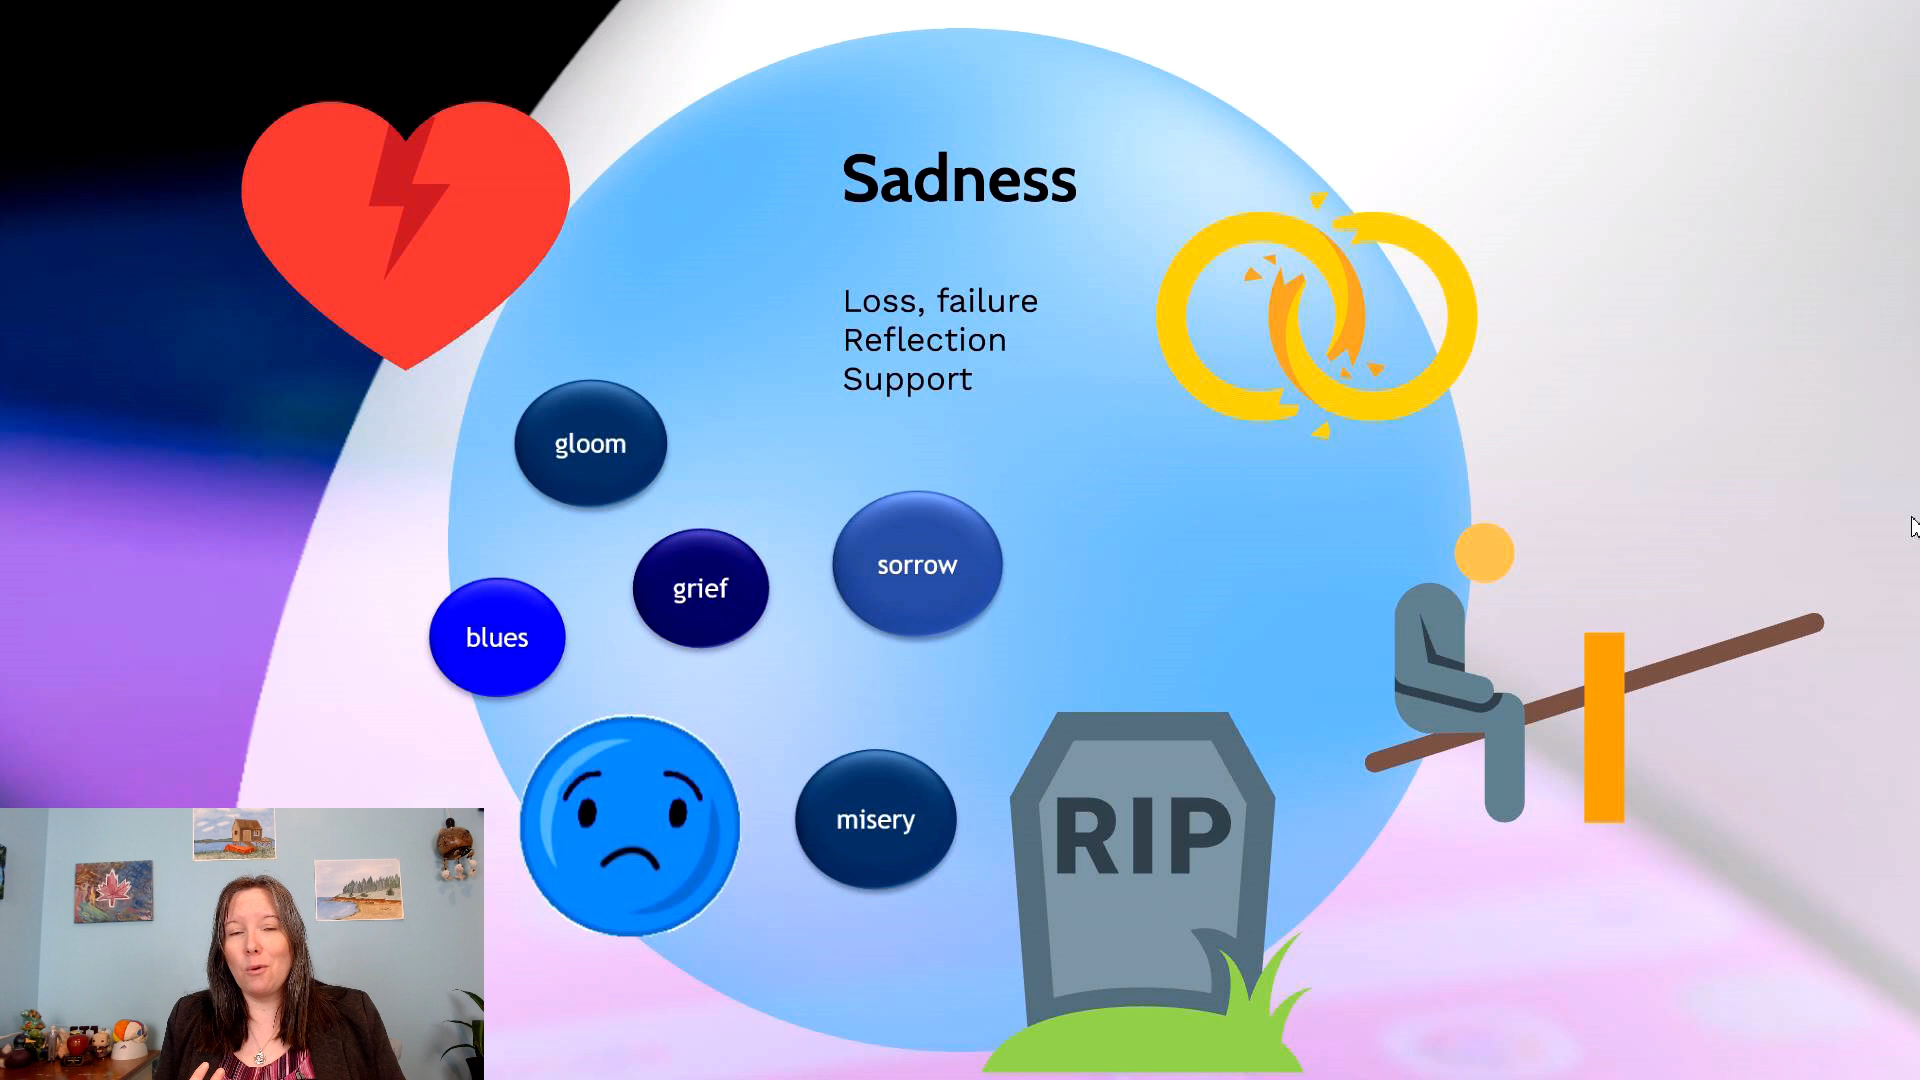 Sadness
Loss, failure
Reflection
Support
gloom
sorrow
grief
blues
misery
RIP